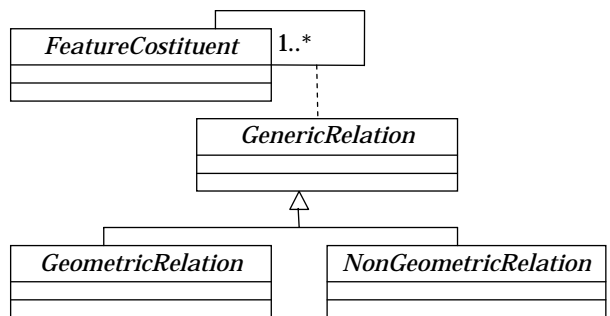 FeatureCostituent
1..*
GenericRelation
GeometricRelation
NonGeometricRelation